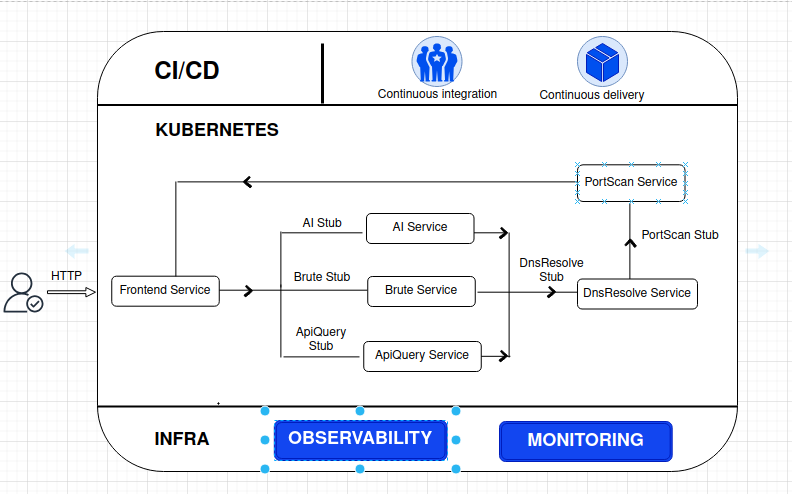 CI/CD
Continuous integration
Continuous delivery
KUBERNETES
PortScan Service
AI Stub
AI Service
PortScan Stub
HTTP
Frontend Service
Brute Stub
Brute Service
DnsResolve
Stub
DnsResolve Service
ApiQuery
Stub
ApiQuery Service
INFRA
OBSERVABILITY
MONITORING